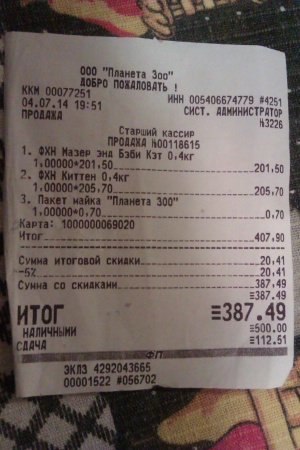 ООО "Планета Зоо"
ДОБРО ПОЖАЛОВАТЬ !
ККМ 00077251 ИНН 005406674779 #4251
04.07.14 19:51 СИСТ. АДМИНИСТРАТОР
ПРОДАЖА №3226
Старший кассир
ПРОДАЖА №00118615
1. ФХН Мазер энд Бэби Кэт 0,4кг
1,00000*201,50 201,50
2. ФХН Киттен 0,4кг
1,00000*205,70 205,70
3. Пакет майка "Планета ЗОО"
1,00000*0,70 0,70
Карта: 1000000069020
Итог 407,90
Сумма итоговой скидки 20,41
-5% 20,41
Сумма со скидками 387,49
≡387.49
ИТОГ ≡387.49
НАЛИЧНЫМИ ≡500.00
СДАЧА ≡112.51
ФП
ЭКЛЗ 4292043665
00001522 #056702